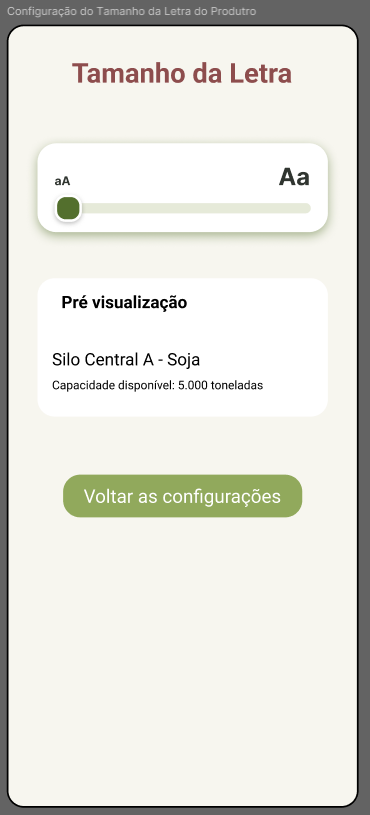 Configuração do Tamanho da Letra do Produtro
Tamanho da Letra
aA
Aa
Pré visualização
Silo Central A - Soja
Capacidade disponível: 5.000 toneladas
Voltar as configurações